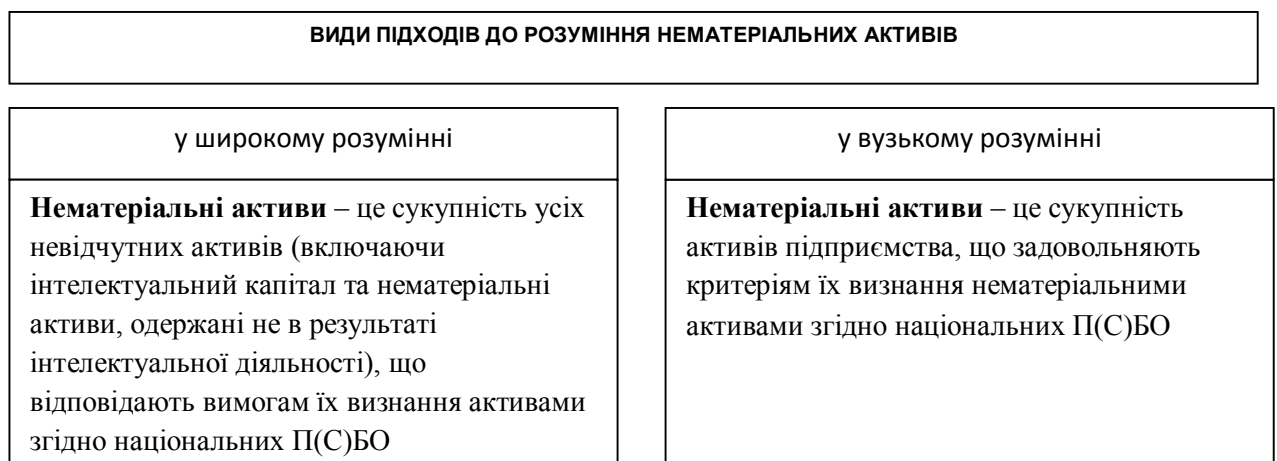 ВИДИ ПІДХОДІВ ДО РОЗУМІННЯ НЕМАТЕРІАЛЬНИХ АКТИВІВ
у широкому розумінні
Нематеріальні активи – це сукупність усіх
невідчутних активів (включаючи
інтелектуальний капітал та нематеріальні
активи, одержані не в результаті
інтелектуальної діяльності), що
відповідають вимогам їх визнання активами
згідно національних П(С)БО
у вузькому розумінні
Нематеріальні активи – це сукупність
активів підприємства, що задовольняють
критеріям їх визнання нематеріальними
активами згідно національних П(С)БО